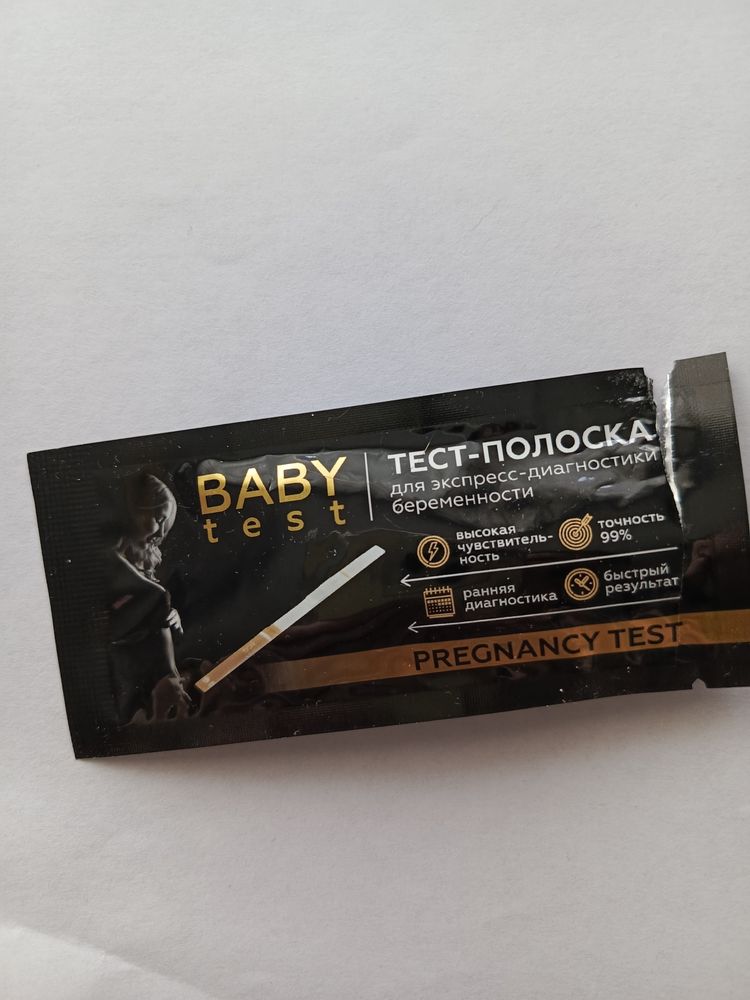 BABY
test
ТЕСТ-ПОЛОСКА
для экспресс-диагностики
беременности
высокая
чувствитель-
ность
точность
99%
ранняя
диагностика
быстрый
результат
PREGNANCY TEST